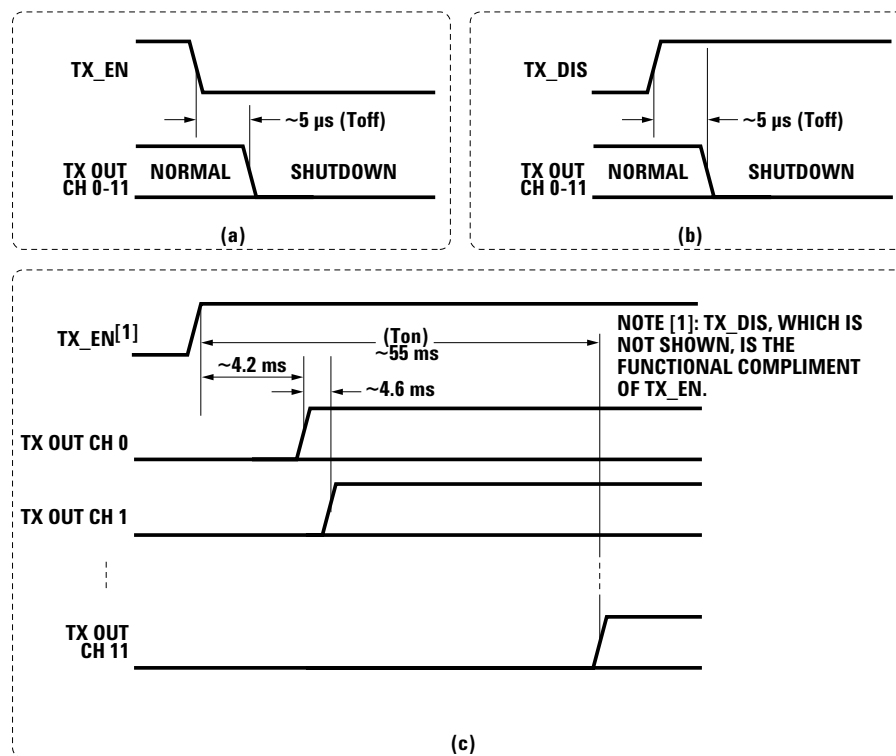 TX_EN
~5 µs (Toff)
TX OUT
CH 0-11
NORMAL
SHUTDOWN
(a)
TX_DIS
~5 µs (Toff)
TX OUT
CH 0-11
NORMAL
SHUTDOWN
(b)
TX_EN[1]
(Ton)
~55 ms
~4.2 ms
~4.6 ms
NOTE [1]: TX_DIS, WHICH IS
NOT SHOWN, IS THE
FUNCTIONAL COMPLIMENT
OF TX_EN.
TX OUT CH 0
TX OUT CH 1
TX OUT
CH 11
(c)